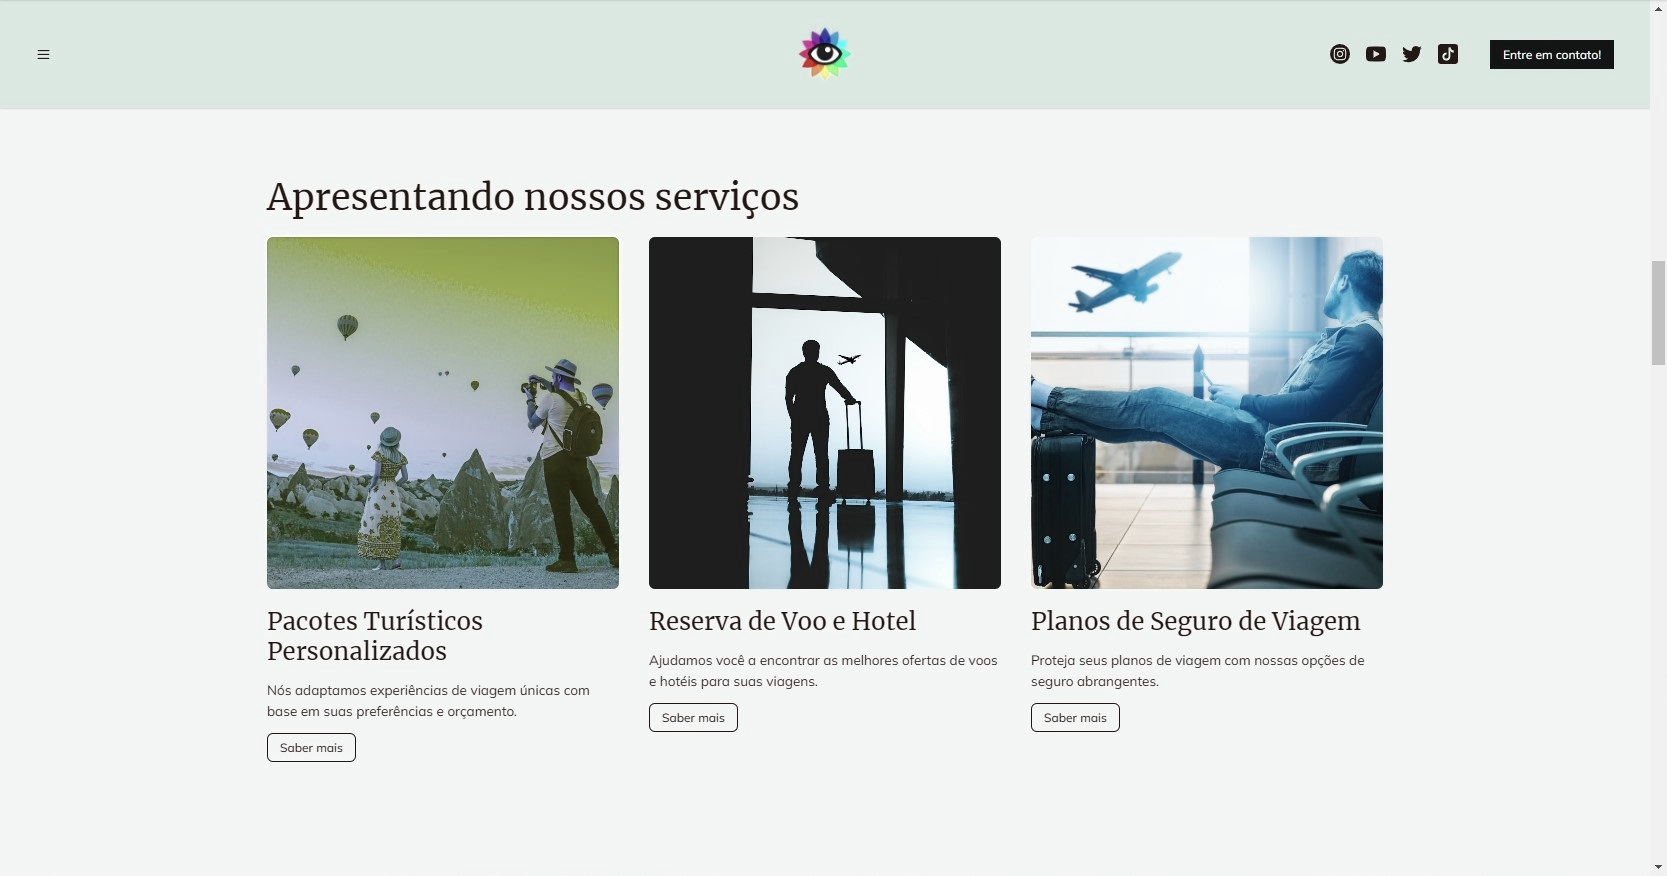 Entre em contato!
Apresentando nossos serviços
Pacotes Turísticos
Personalizados
Nós adaptamos experiências de viagem únicas com
base em suas preferências e orçamento.
Saber mais
Reserva de Voo e Hotel
Ajudamos você a encontrar as melhores ofertas de voos
e hotéis para suas viagens.
Saber mais
Planos de Seguro de Viagem
Proteja seus planos de viagem com nossas opções de
seguro abrangentes.
Saber mais